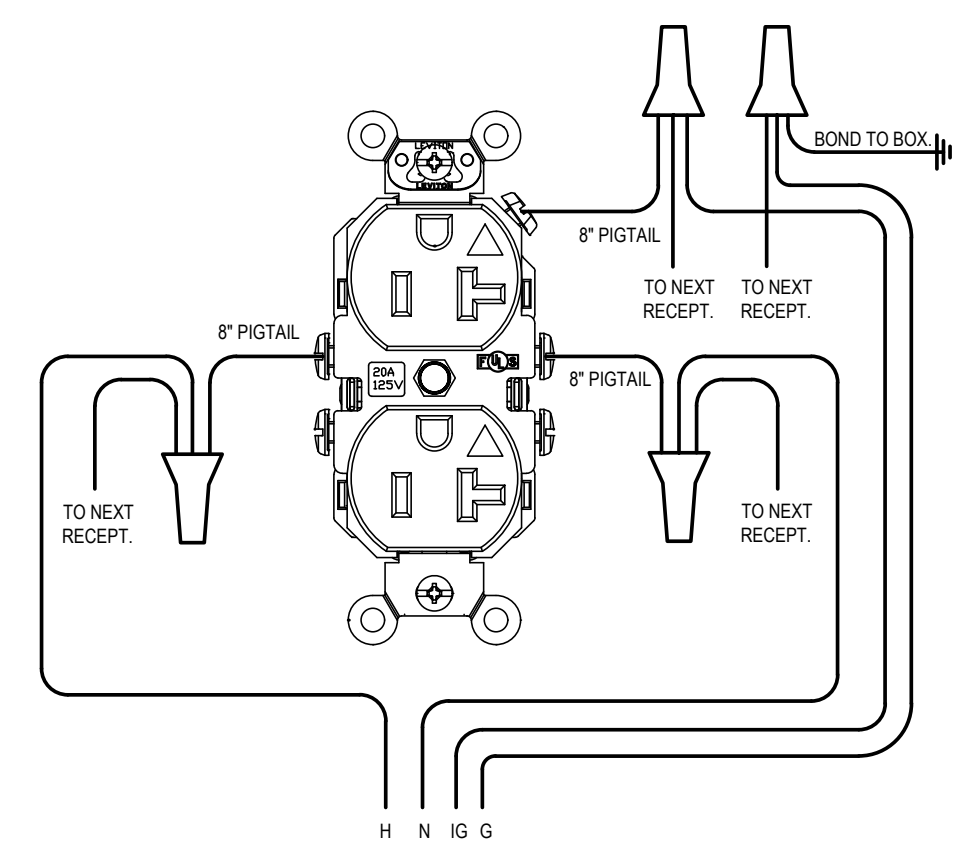 BOND TO BOX.
LEVITON
LEVITON
8" PIGTAIL
TO NEXT
RECEPT.
TO NEXT
RECEPT.
8" PIGTAIL
20A
125V
F UL S
8" PIGTAIL
TO NEXT
RECEPT.
TO NEXT
RECEPT.
H
N
IG
G